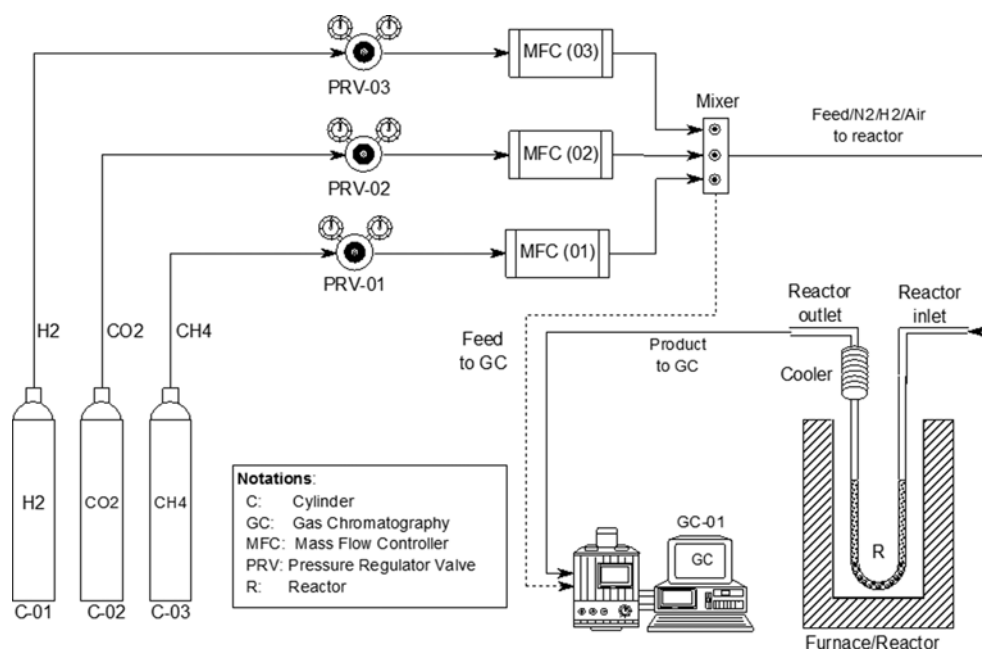 PRV-03
MFC (03)
PRV-02
MFC (02)
PRV-01
MFC (01)
Mixer
Feed/N2/H2/Air
to reactor
H2
CO2
CH4
Feed
to GC
Product
to GC
Reactor
outlet
Reactor
inlet
Cooler
H2
CO2
CH4
C-01
C-02
C-03
Notations:
C: Cylinder
GC: Gas Chromatography
MFC: Mass Flow Controller
PRV: Pressure Regulator Valve
R: Reactor
GC-01
GC
R
Furnace/Reactor